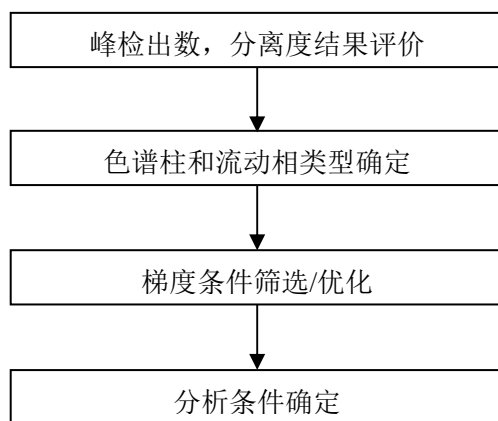 峰检出数，分离度结果评价
色谱柱和流动相类型确定
梯度条件筛选/优化
分析条件确定